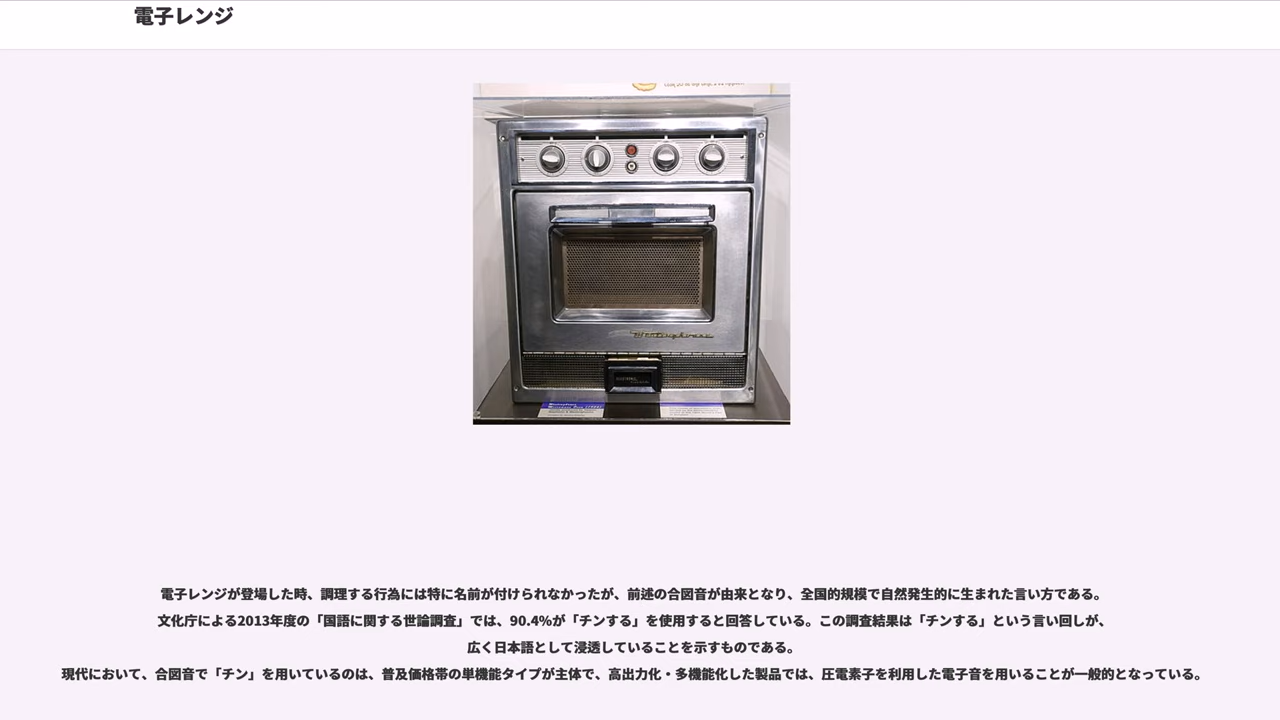 電子レンジ
Westinghouse
電子レンジが登場した時、調理する行為には特に名前が付けられなかったが、前述の合図音が由来となり、全国的規模で自然発生的に生まれた言い方である。
文化庁による2013年度の「国語に関する世論調査」では、90.4%が「チンする」を使用すると回答している。この調査結果は「チンする」という言い回しが、
広く日本語として浸透していることを示すものである。
現代において、合図音で「チン」を用いているのは、普及価格帯の単機能タイプが主体で、高出力化・多機能化した製品では、圧電素子を利用した電子音を用いることが一般的となっている。